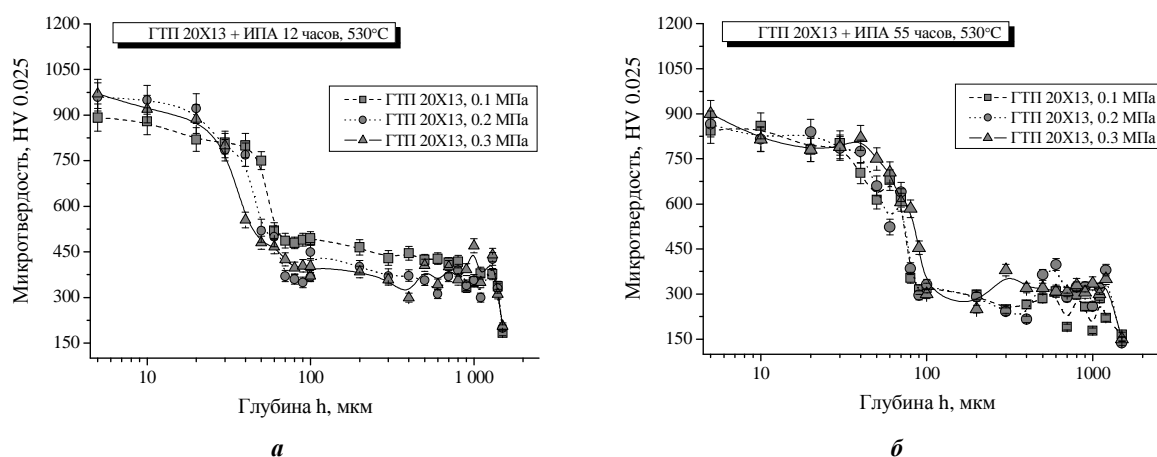 ГТП 20Х13 + ИПА 12 часов, 530°С
ГТП 20Х13, 0.1 МПа
ГТП 20Х13, 0.2 МПа
ГТП 20Х13, 0.3 МПа
Микротвердость, HV 0.025
1200
1050
900
750
600
450
300
150
10
100
1 000
Глубина h, мкм
а
ГТП 20Х13 + ИПА 55 часов, 530°С
ГТП 20Х13, 0.1 МПа
ГТП 20Х13, 0.2 МПа
ГТП 20Х13, 0.3 МПа
Микротвердость, HV 0.025
1200
1050
900
750
600
450
300
150
10
100
1000
Глубина h, мкм
б